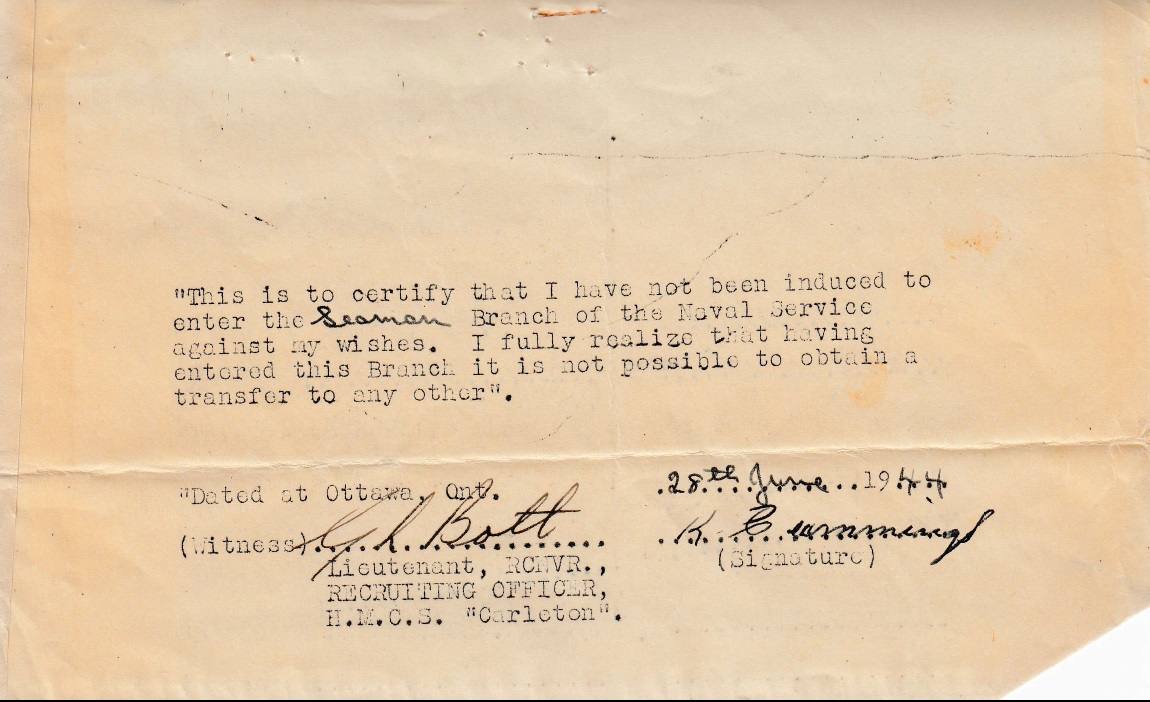 "This is to certify that I have not been induced to
enter the Seaman Branch of the Naval Service
against my wishes. I fully realize that having
entered this Branch it is not possible to obtain a
transfer to any other".
"Dated at Ottawa, Ont. .28th..June..1944
(Witness)..G.L.Bott.... .K...Cummings
Lieutenant, RCNVR., (Signature)
RECRUITING OFFICER,
H.M.C.S. "Carleton".